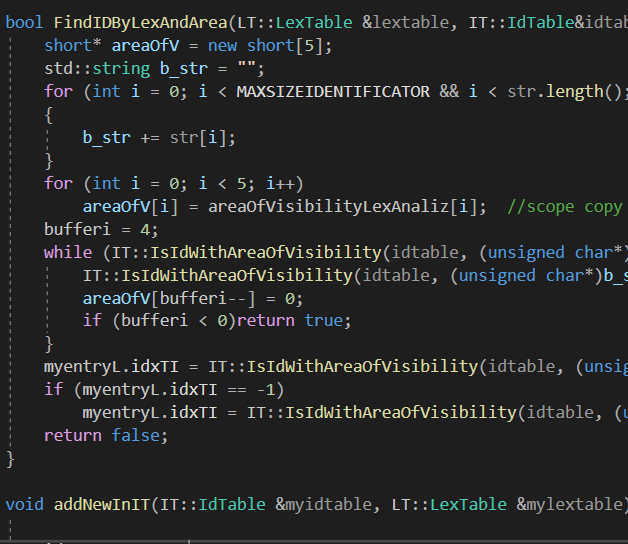 bool FindIDByLexAndArea(LT::LexTable &lextable, IT::IdTable&idtab
short* areaOfV = new short[5];
std::string b_str = "";
for (int i = 0; i < MAXSIZEIDENTIFICATOR && i < str.length();
{
b_str += str[i];
}
for (int i = 0; i < 5; i++)
areaOfV[i] = areaOfVisibilityLexAnaliz[i]; //scope copy
bufferi = 4;
while (IT::IsIdWithAreaOfVisibility(idtable, (unsigned char*)
IT::IsIdWithAreaOfVisibility(idtable, (unsigned char*)b_s
areaOfV[bufferi--] = 0;
if (bufferi < 0)return true;
}
myentryL.idxTI = IT::IsIdWithAreaOfVisibility(idtable, (unsig
if (myentryL.idxTI == -1)
myentryL.idxTI = IT::IsIdWithAreaOfVisibility(idtable, (u
return false;
}
void addNewInIT(IT::IdTable &myidtable, LT::LexTable &mylextable)